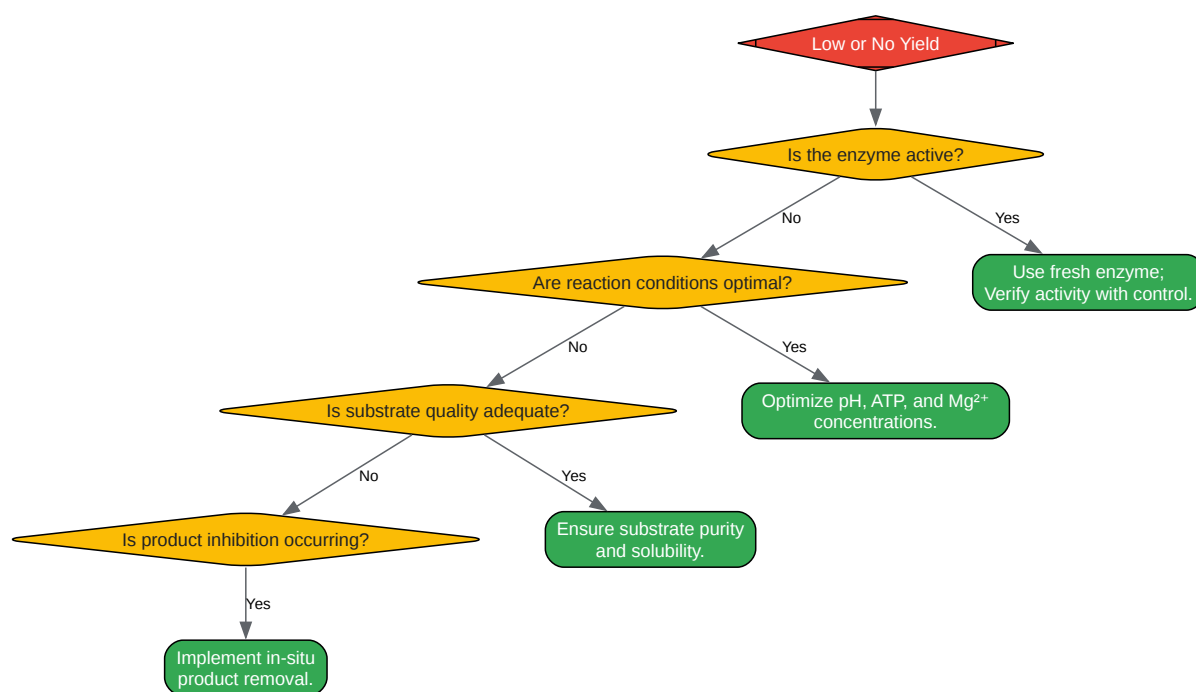 Low or No Yield
Is the enzyme active?
No
Yes
Are reaction conditions optimal?
Use fresh enzyme;
Verify activity with control.
No
Yes
Is substrate quality adequate?
Optimize pH, ATP, and Mg²⁺
concentrations.
No
Yes
Is product inhibition occurring?
Ensure substrate purity
and solubility.
Yes
Implement in-situ
product removal.